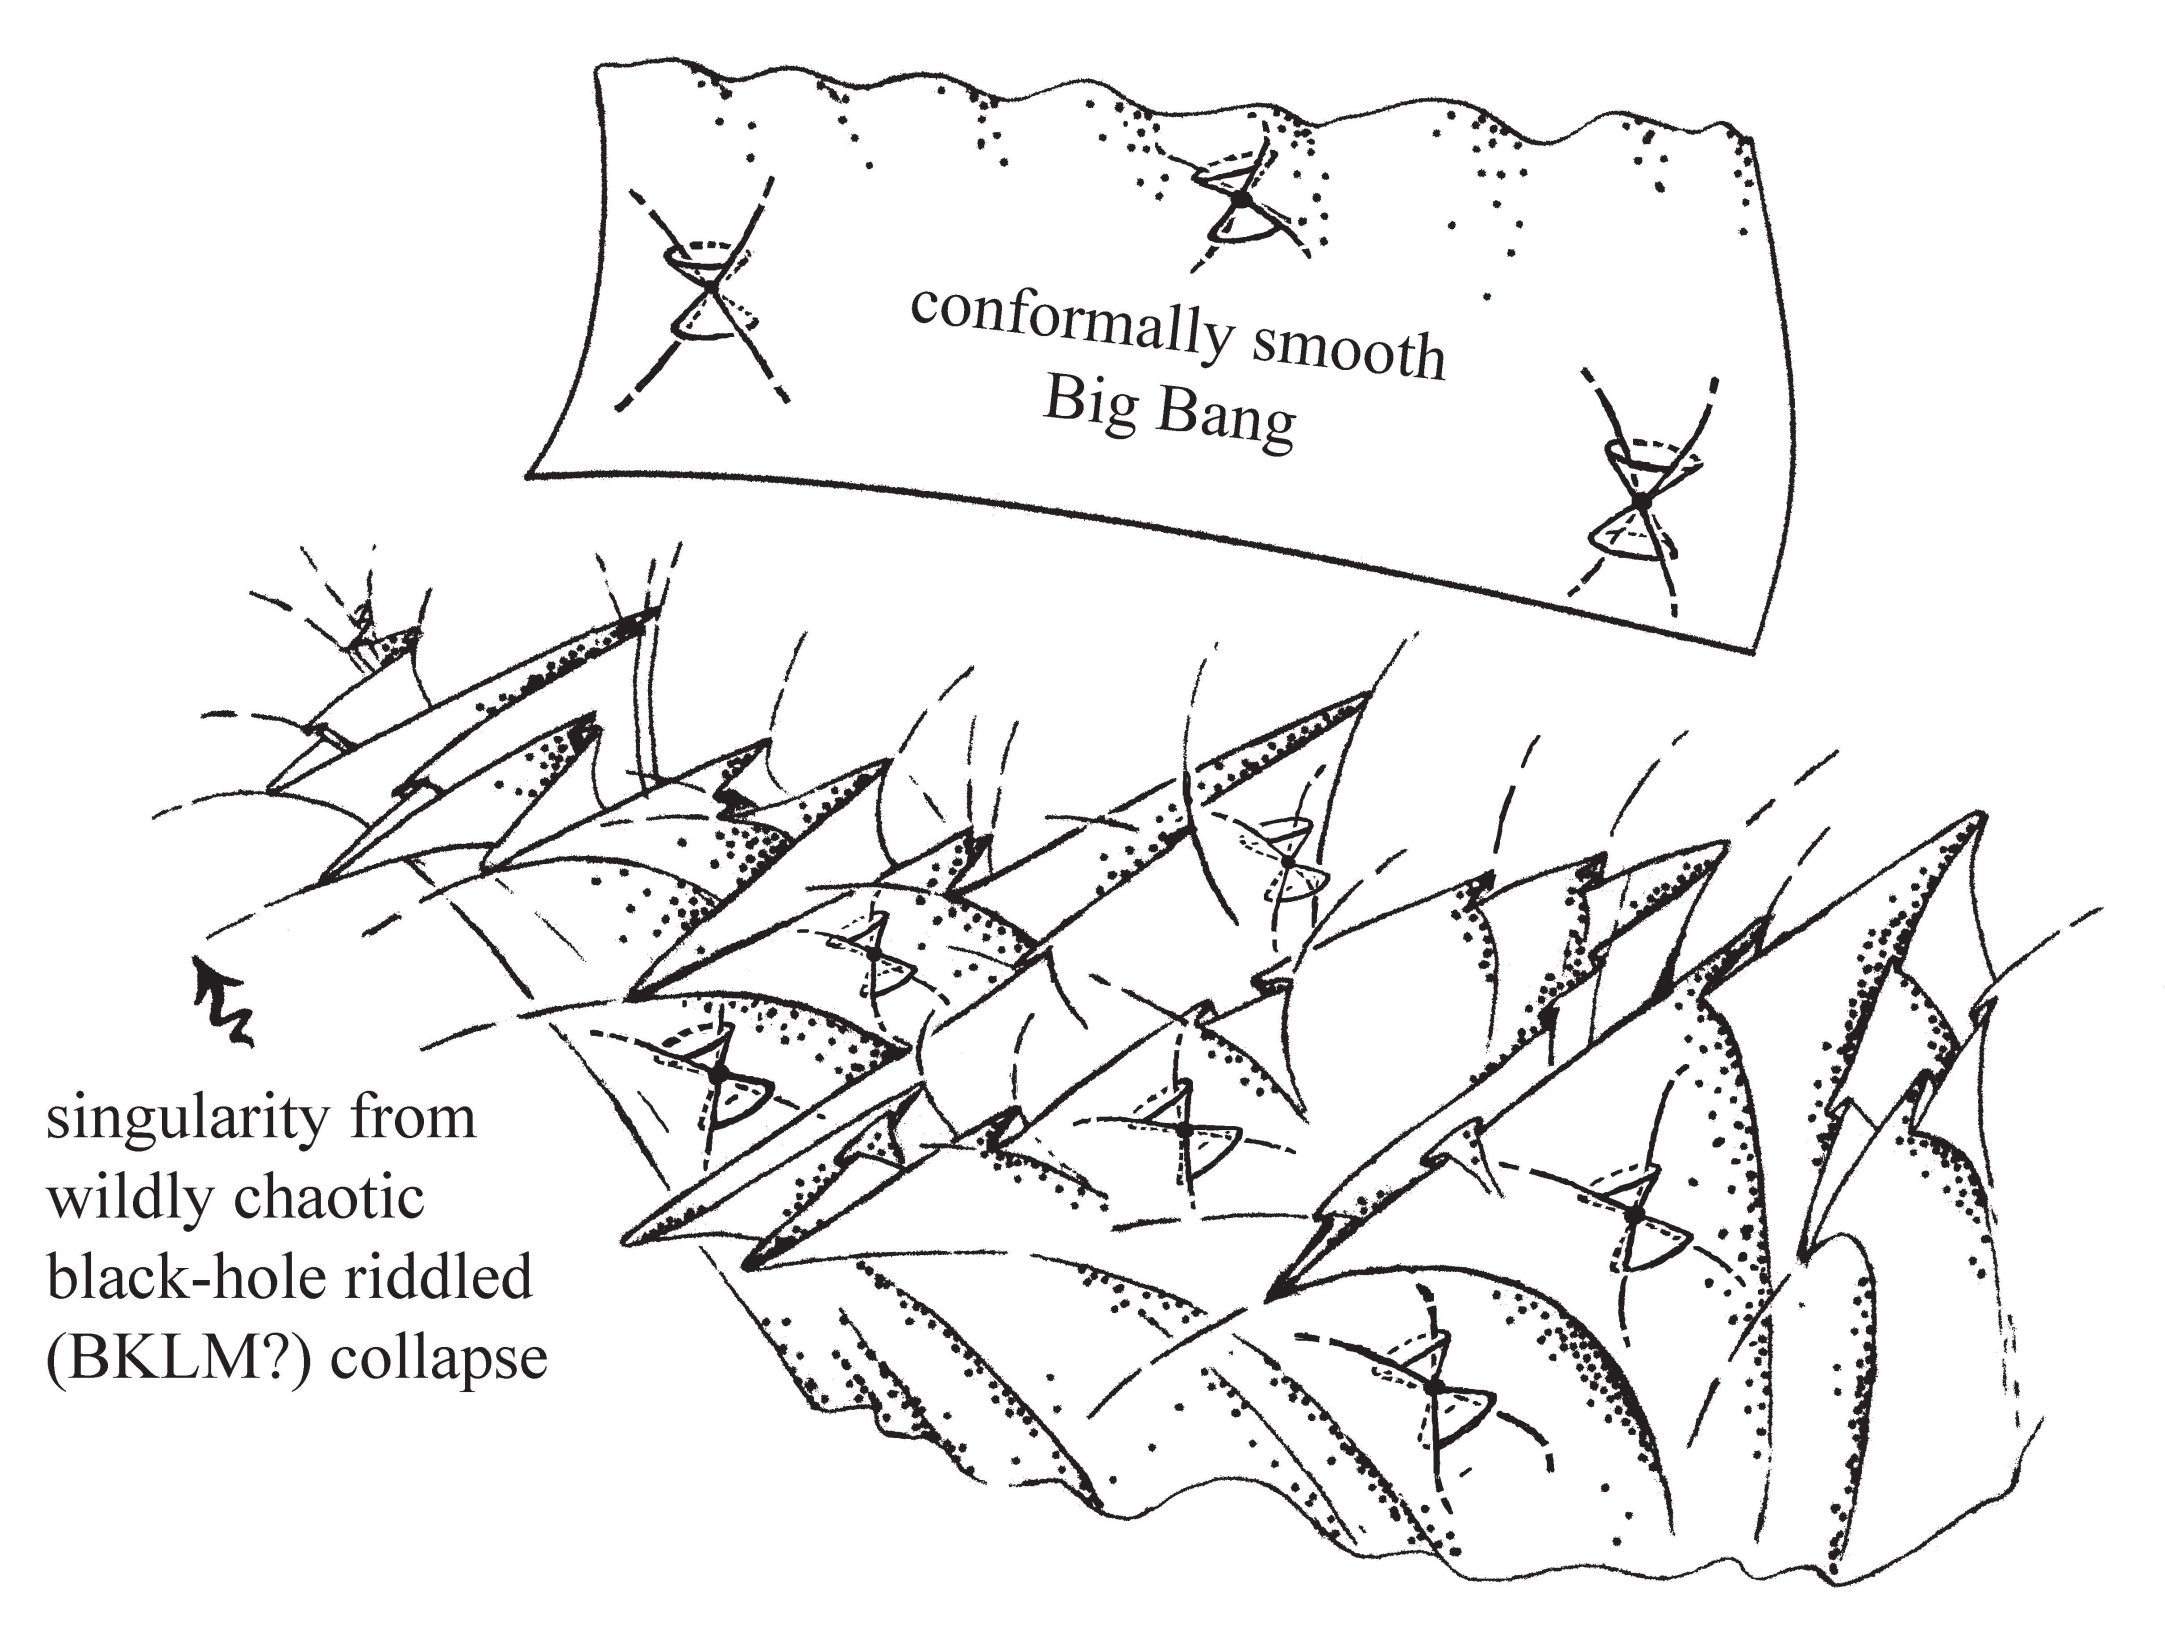 conformally smooth
Big Bang
singularity from
wildly chaotic
black-hole riddled
(BKLM?) collapse